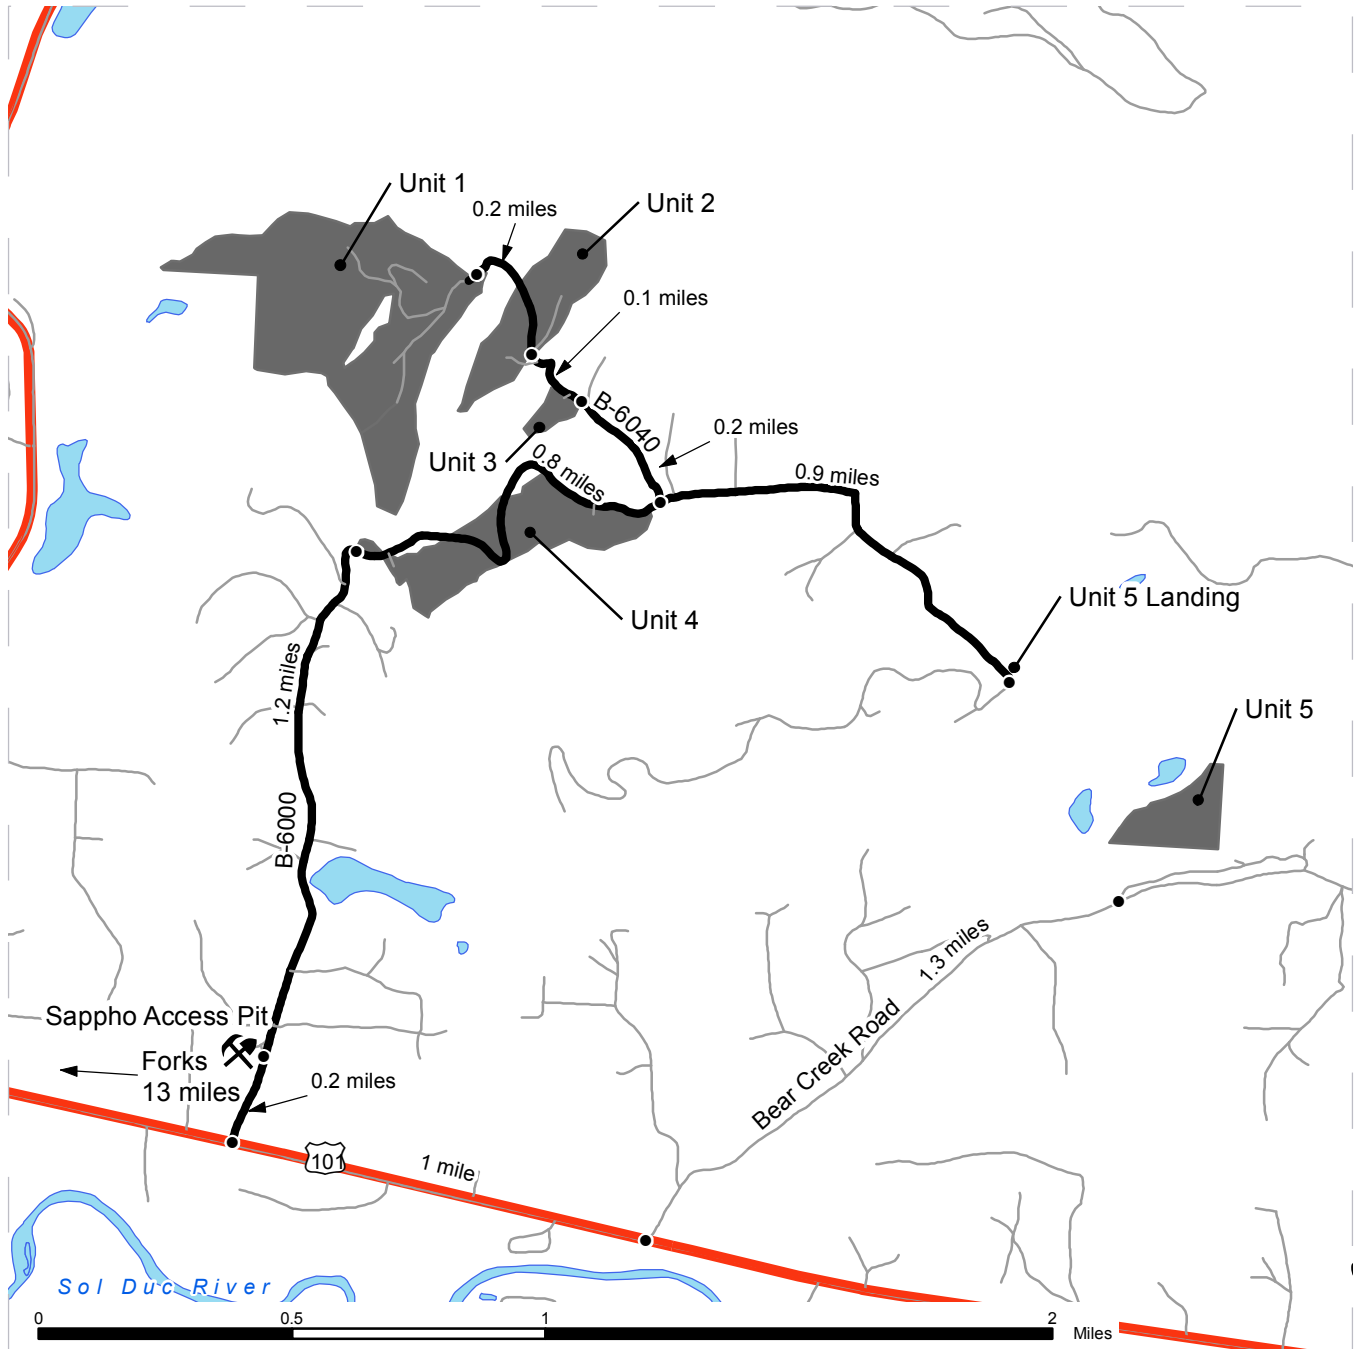 Unit 1
Unit 2
0.2 miles
0.1 miles
B-6040
0.2 miles
Unit 3
0.8 miles
0.9 miles
Unit 4
Unit 5 Landing
1.2 miles
Unit 5
B-6000
1.3 miles
Bear Creek Road
Sappho Access Pit
Forks
13 miles
0.2 miles
101
1 mile
Sol Duc River
0
0.5
1
2
Miles